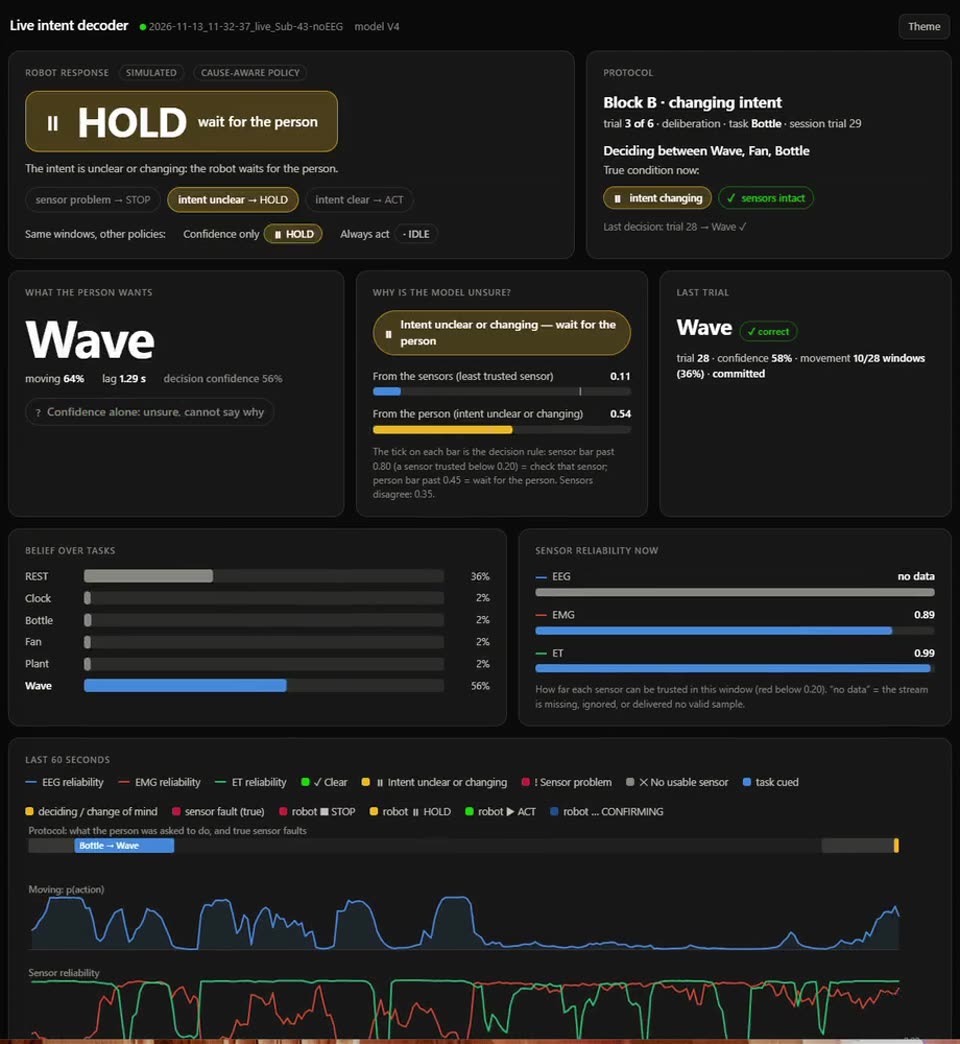 Live intent decoder 2026-11-13_11-32-37_live_Sub-43-noEEG model V4 Theme
ROBOT RESPONSE SIMULATED CAUSE-AWARE POLICY
HOLD wait for the person
The intent is unclear or changing: the robot waits for the person.
sensor problem → STOP intent unclear → HOLD intent clear → ACT
Same windows, other policies: Confidence only HOLD Always act · IDLE
PROTOCOL
Block B · changing intent
trial 3 of 6 · deliberation · task Bottle · session trial 29
Deciding between Wave, Fan, Bottle
True condition now:
intent changing ✓ sensors intact
Last decision: trial 28 → Wave ✓
WHAT THE PERSON WANTS
Wave
moving 64% lag 1.29 s decision confidence 56%
? Confidence alone: unsure, cannot say why
WHY IS THE MODEL UNSURE?
Intent unclear or changing — wait for the
person
From the sensors (least trusted sensor) 0.11
From the person (intent unclear or changing) 0.54
The tick on each bar is the decision rule: sensor bar past
0.80 (a sensor trusted below 0.20) = check that sensor;
person bar past 0.45 = wait for the person. Sensors
disagree: 0.35.
LAST TRIAL
Wave ✓ correct
trial 28 · confidence 58% · movement 10/28 windows
(36%) · committed
BELIEF OVER TASKS
REST 36%
Clock 2%
Bottle 2%
Fan 2%
Plant 2%
Wave 56%
SENSOR RELIABILITY NOW
EEG no data
EMG 0.89
ET 0.99
How far each sensor can be trusted in this window (red below 0.20). "no data" = the stream
is missing, ignored, or delivered no valid sample.
LAST 60 SECONDS
EEG reliability EMG reliability ET reliability ✓ Clear Intent unclear or changing ! Sensor problem ✕ No usable sensor task cued
deciding / change of mind sensor fault (true) robot ■ STOP robot HOLD robot ▶ ACT robot … CONFIRMING
Protocol: what the person was asked to do, and true sensor faults
Bottle → Wave
Moving: p(action)
Sensor reliability